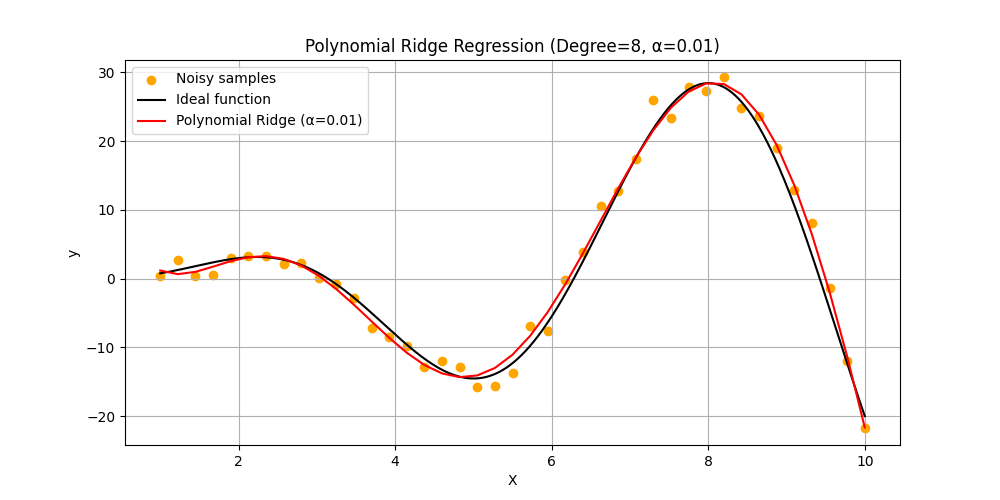 Polynomial Ridge Regression (Degree=8, α=0.01)
Noisy samples
Ideal function
Polynomial Ridge (α=0.01)
30
20
10
0
−10
−20
y
2
4
6
8
10
X